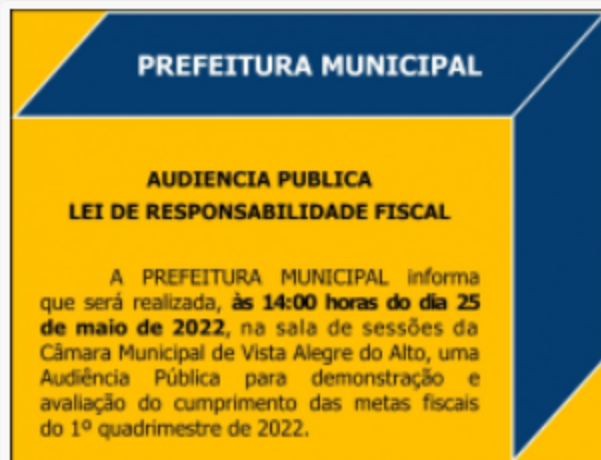 PREFEITURA MUNICIPAL
AUDIENCIA PUBLICA
LEI DE RESPONSABILIDADE FISCAL
A PREFEITURA MUNICIPAL informa
que será realizada, às 14:00 horas do dia 25
de maio de 2022, na sala de sessões da
Câmara Municipal de Vista Alegre do Alto, uma
Audiência Pública para demonstração e
avaliação do cumprimento das metas fiscais
do 1º quadrimestre de 2022.